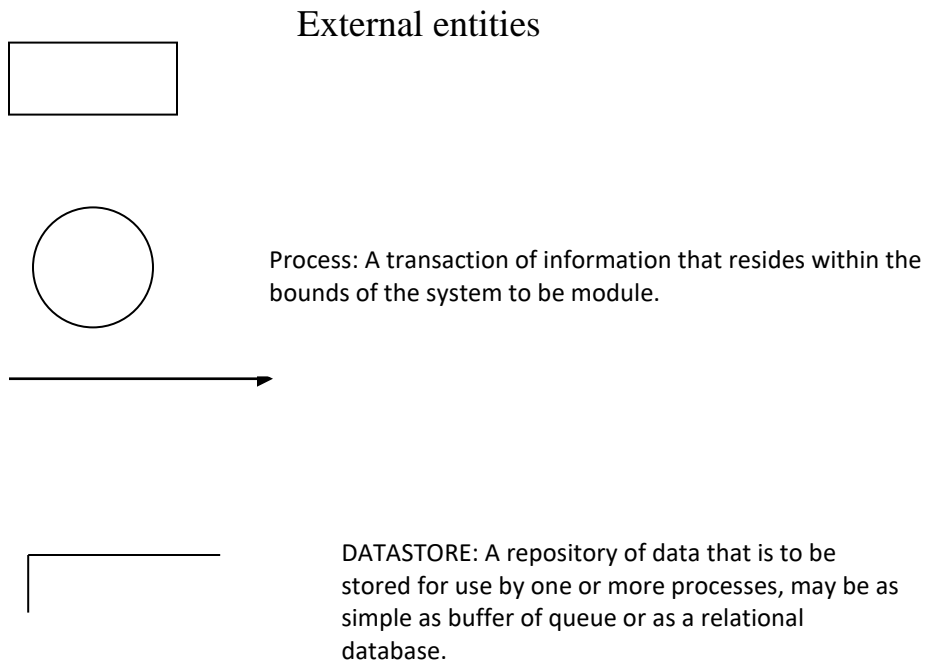 External entities
Process: A transaction of information that resides within the
bounds of the system to be module.
DATASTORE: A repository of data that is to be
stored for use by one or more processes, may be as
simple as buffer of queue or as a relational
database.